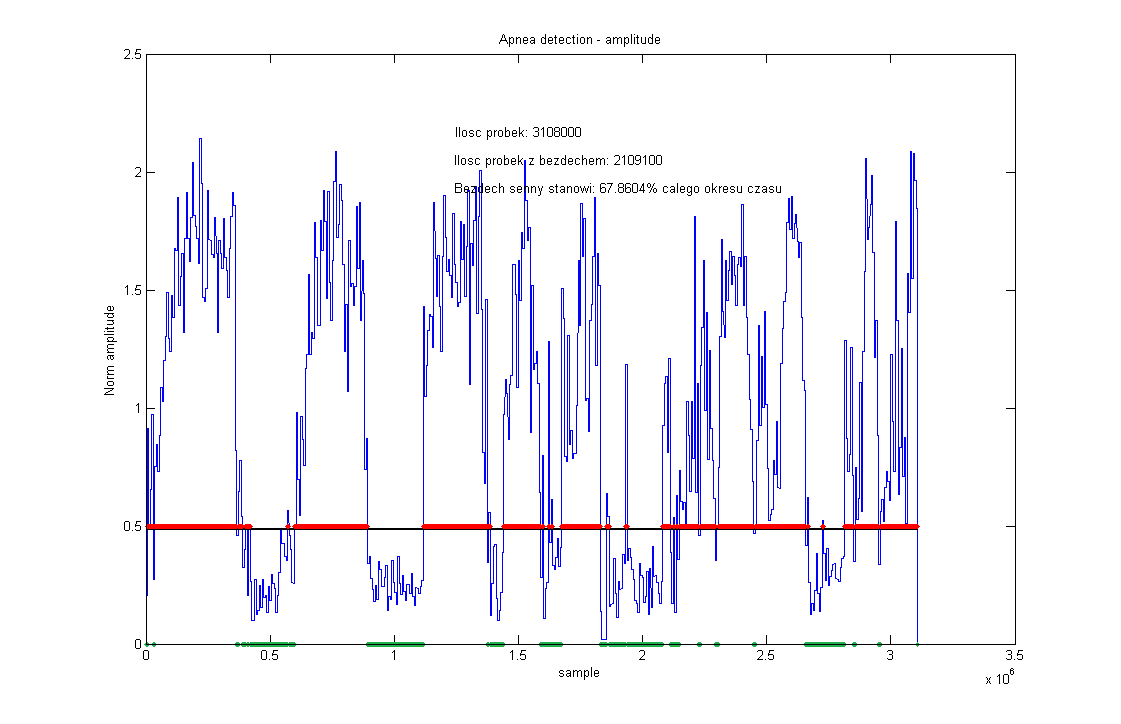 Apnea detection - amplitude
2.5
Ilosc probek: 3108000
Ilosc probek z bezdechem: 2109100
2
Bezdech senny stanowi: 67.8604% calego okresu czasu
1.5
Norm amplitude
1
0.5
0
0 0.5 1 1.5 2 2.5 3 3.5
sample
x 10^6